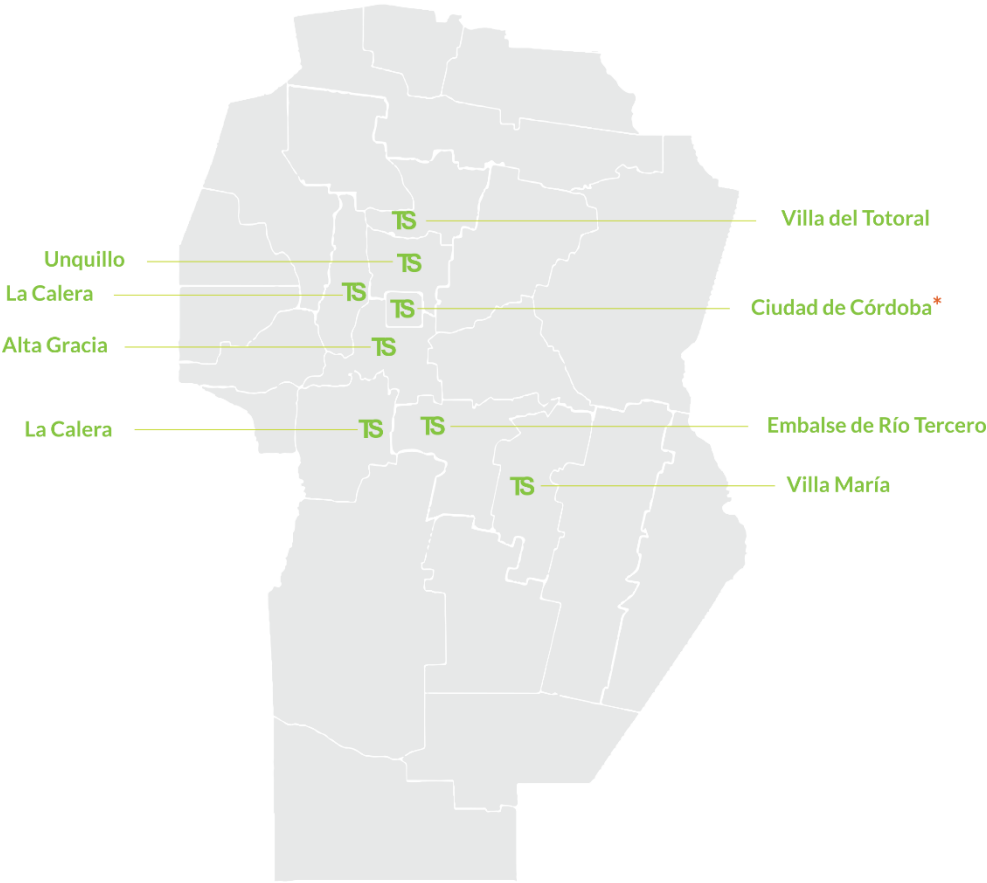 TS
Villa del Totoral
Unquillo
TS
La Calera
TS
TS
Ciudad de Córdoba*
Alta Gracia
TS
La Calera
TS
TS
Embalse de Río Tercero
TS
Villa María